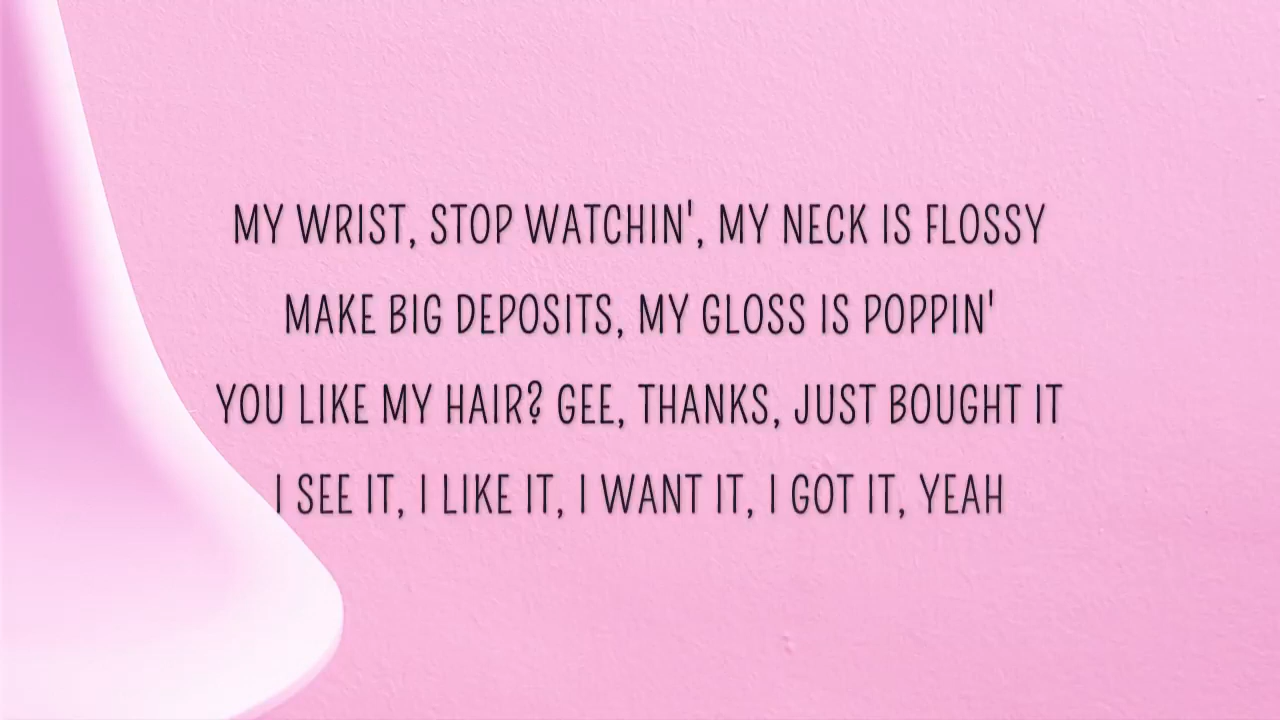 MY WRIST, STOP WATCHIN', MY NECK IS FLOSSY
MAKE BIG DEPOSITS, MY GLOSS IS POPPIN'
YOU LIKE MY HAIR? GEE, THANKS, JUST BOUGHT IT
I SEE IT, I LIKE IT, I WANT IT, I GOT IT, YEAH